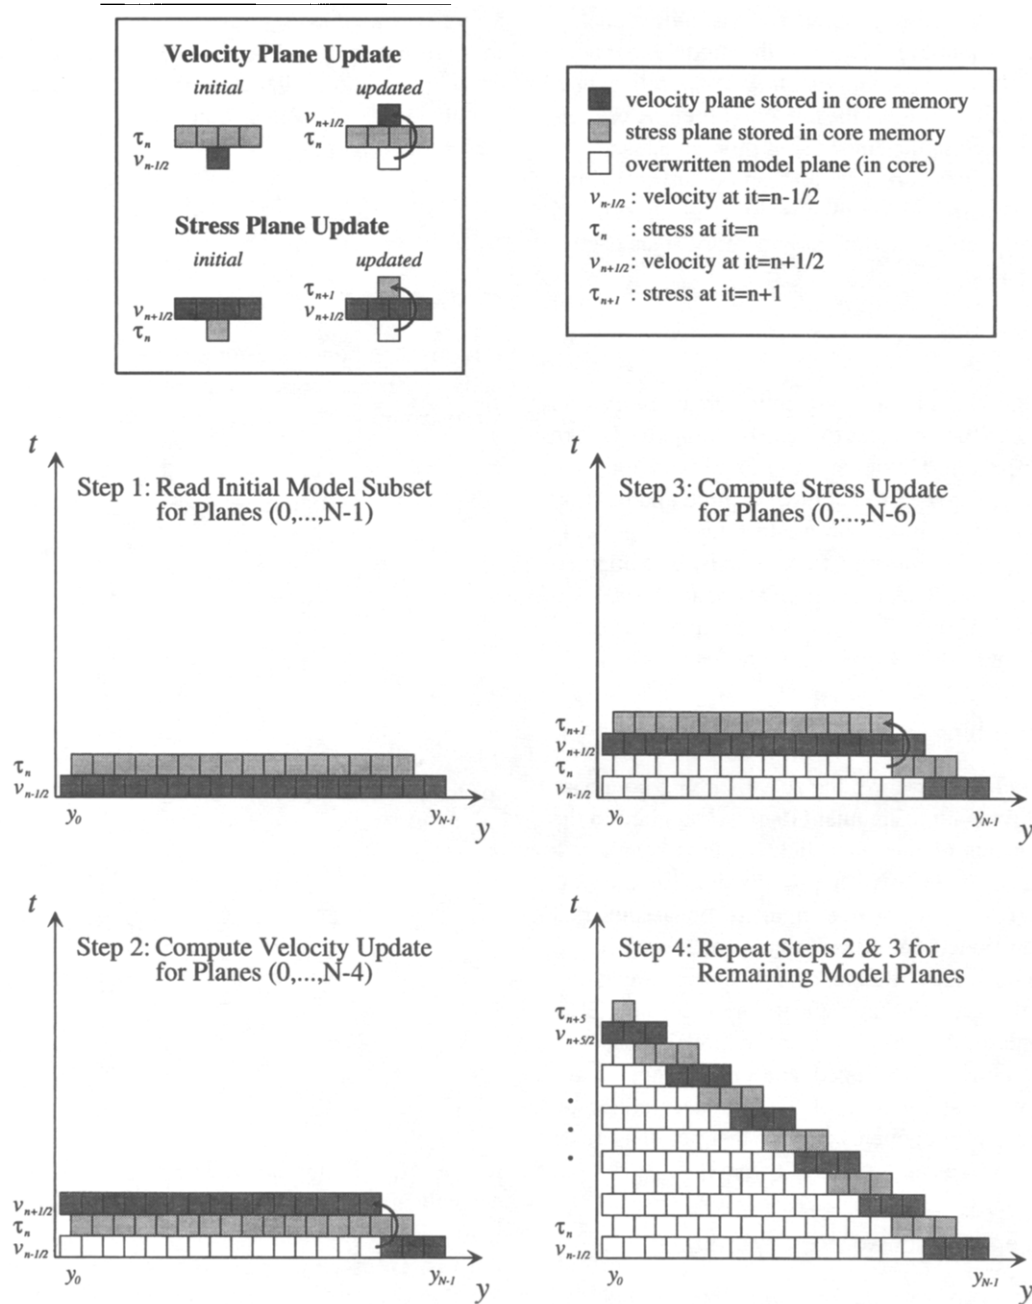 Velocity Plane Update
initial updated
vn+1/2
τn τn
vn-1/2
Stress Plane Update
initial updated
τn+1
vn+1/2 vn+1/2
τn
velocity plane stored in core memory
stress plane stored in core memory
overwritten model plane (in core)
vn-1/2 : velocity at it=n-1/2
τn : stress at it=n
vn+1/2 : velocity at it=n+1/2
τn+1 : stress at it=n+1
t
Step 1: Read Initial Model Subset
for Planes (0,...,N-1)
τn
vn-1/2
y0 yN-1 y
t
Step 3: Compute Stress Update
for Planes (0,...,N-6)
τn+1
vn+1/2
τn
vn-1/2
y0 yN-1 y
t
Step 2: Compute Velocity Update
for Planes (0,...,N-4)
vn+1/2
τn
vn-1/2
y0 yN-1 y
t
Step 4: Repeat Steps 2 & 3 for
Remaining Model Planes
τn+5
vn+5/2
τn
vn-1/2
y0 yN-1 y